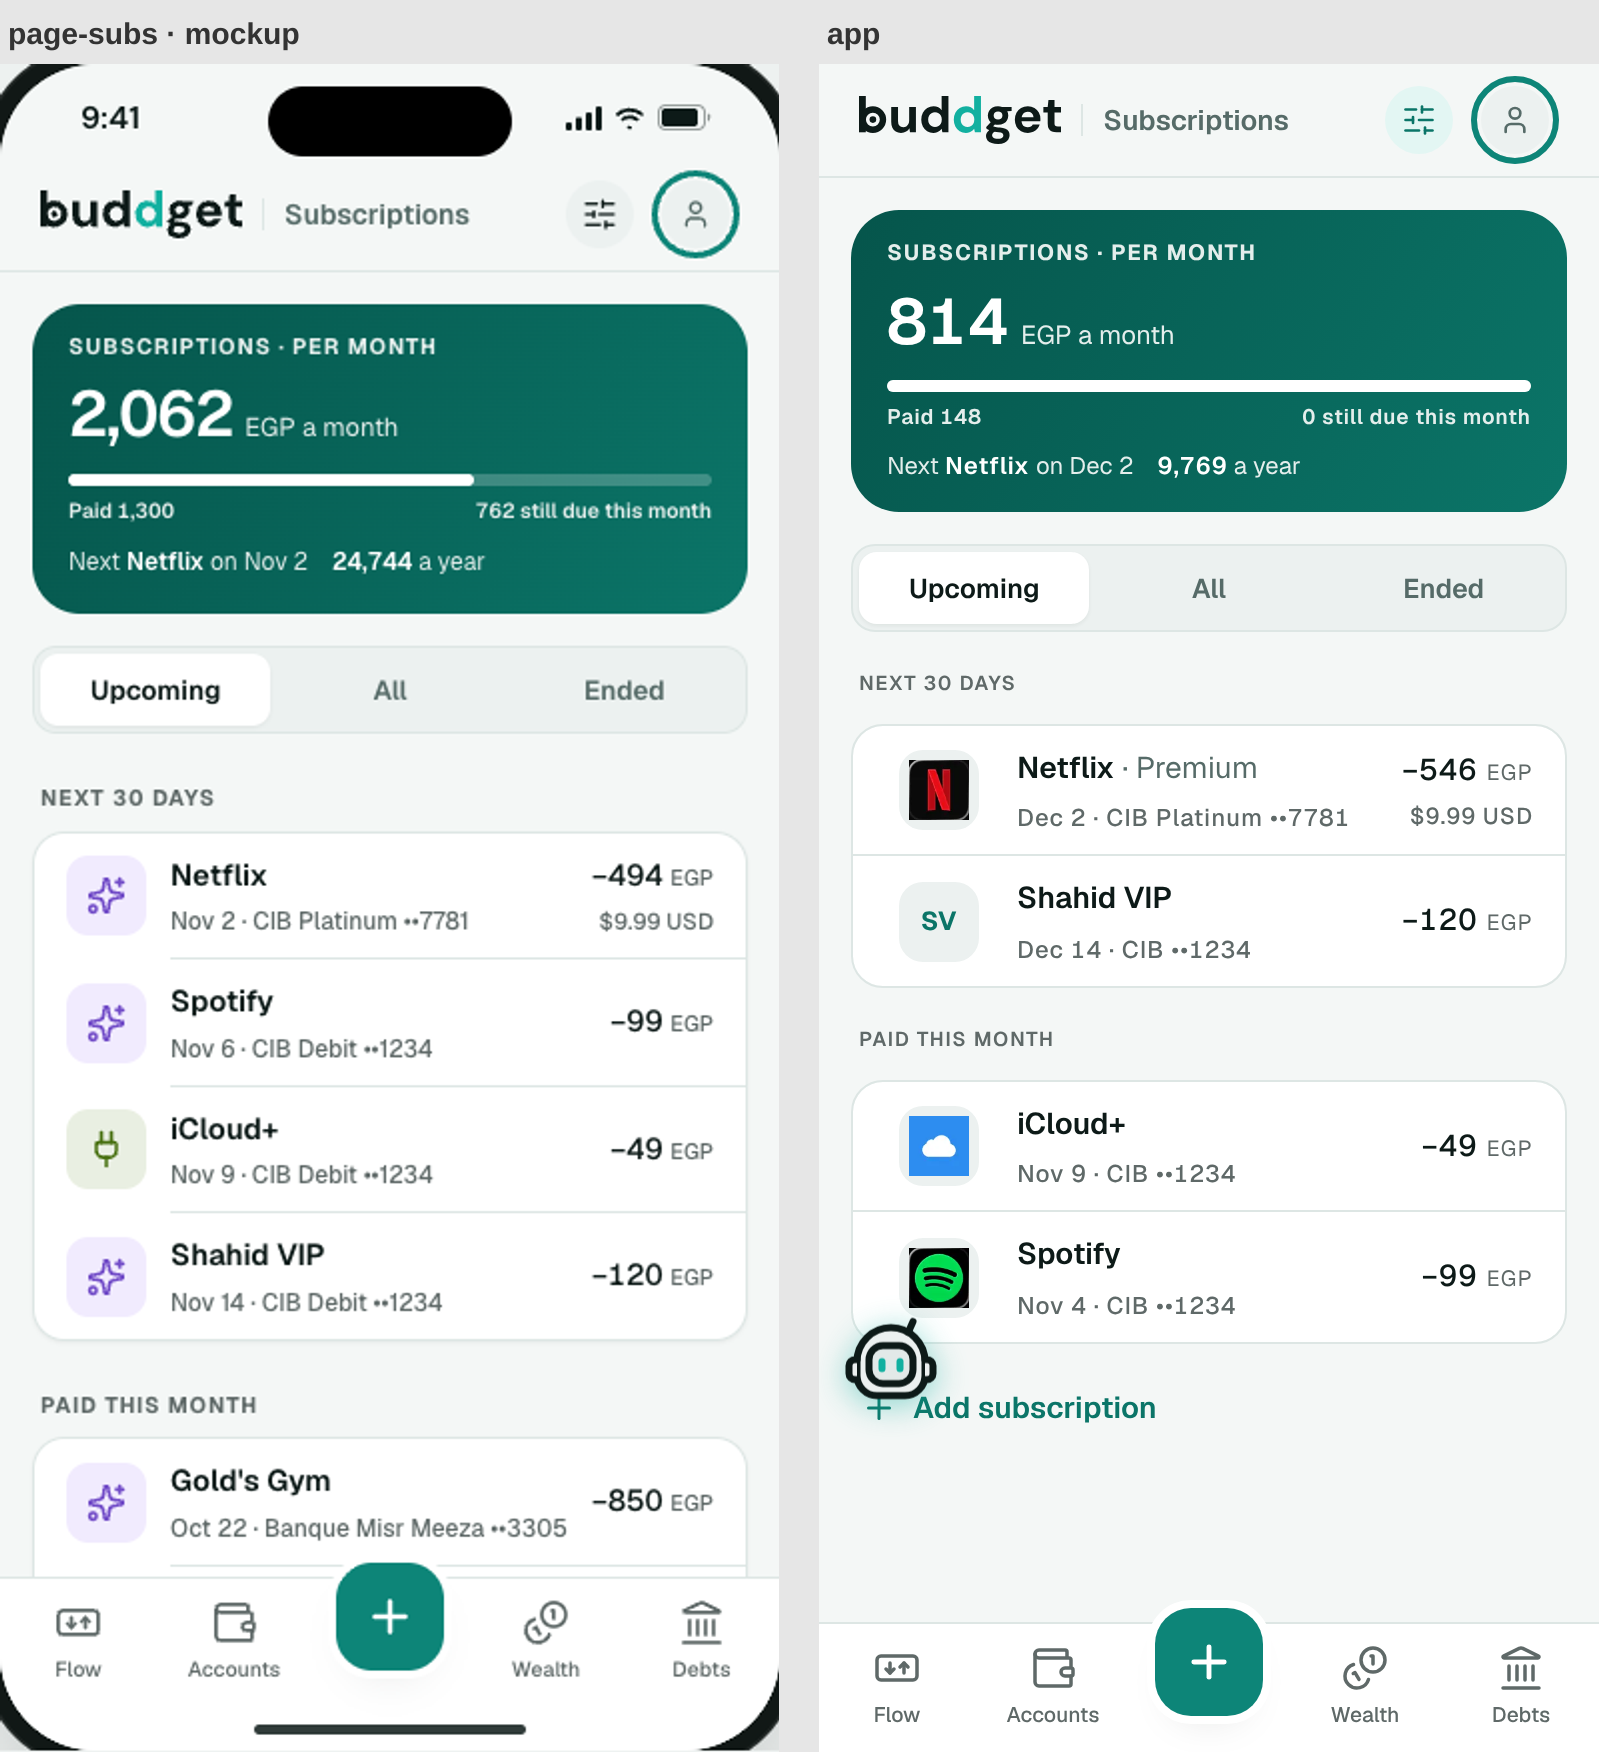 page-subs · mockup
9:41
buddget
Subscriptions
SUBSCRIPTIONS · PER MONTH
2,062 EGP a month
Paid 1,300
762 still due this month
Next Netflix on Nov 2 24,744 a year
Upcoming
All
Ended
NEXT 30 DAYS
Netflix
−494 EGP
Nov 2 · CIB Platinum ••7781
$9.99 USD
Spotify
Nov 6 · CIB Debit ••1234
−99 EGP
iCloud+
Nov 9 · CIB Debit ••1234
−49 EGP
Shahid VIP
Nov 14 · CIB Debit ••1234
−120 EGP
PAID THIS MONTH
Gold's Gym
Oct 22 · Banque Misr Meeza ••3305
−850 EGP
Flow
Accounts
Wealth
Debts
app
buddget
Subscriptions
SUBSCRIPTIONS · PER MONTH
814 EGP a month
Paid 148
0 still due this month
Next Netflix on Dec 2 9,769 a year
Upcoming
All
Ended
NEXT 30 DAYS
N
Netflix · Premium
−546 EGP
Dec 2 · CIB Platinum ••7781
$9.99 USD
SV
Shahid VIP
Dec 14 · CIB ••1234
−120 EGP
PAID THIS MONTH
iCloud+
Nov 9 · CIB ••1234
−49 EGP
Spotify
Nov 4 · CIB ••1234
−99 EGP
+ Add subscription
Flow
Accounts
Wealth
Debts